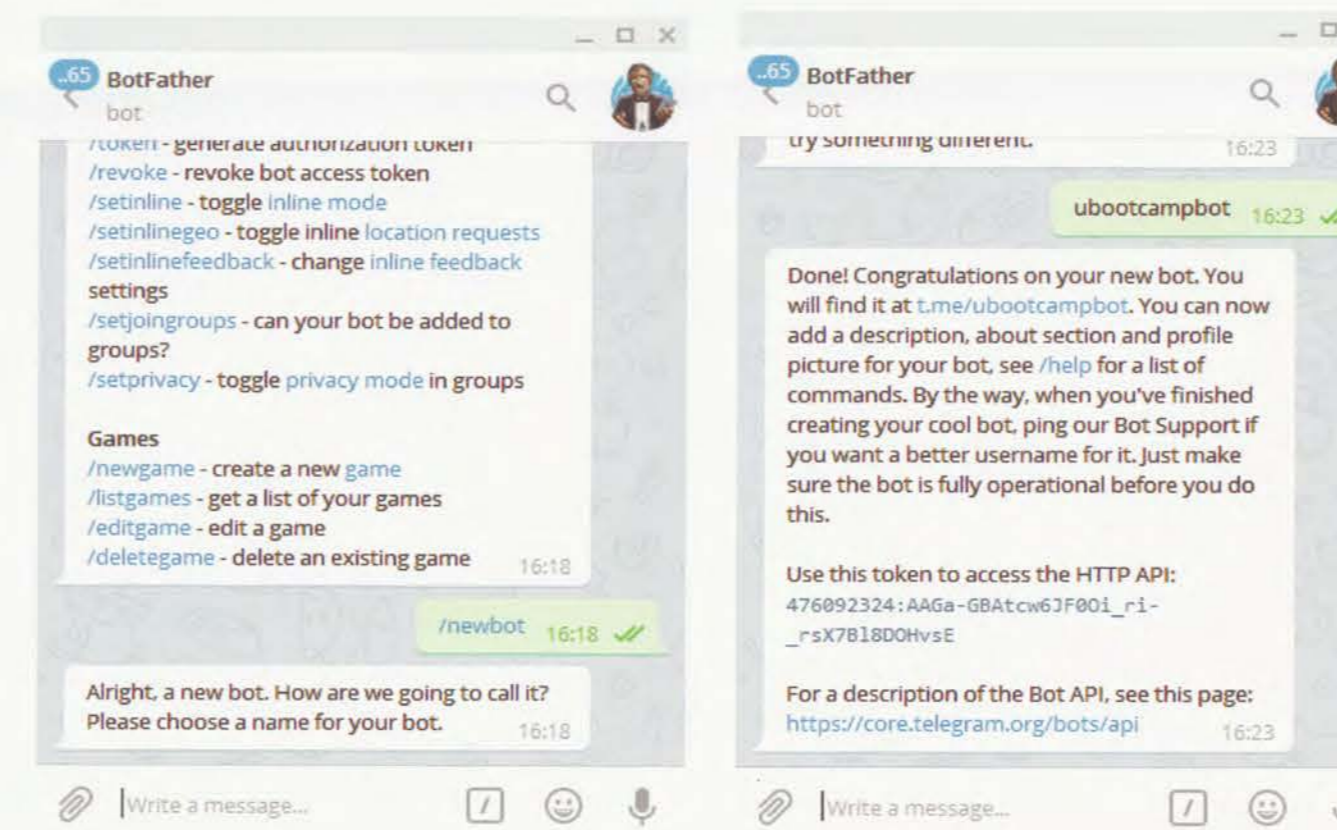 ..65
BotFather
bot
/token - generate authorization token
/revoke - revoke bot access token
/setinline - toggle inline mode
/setinlinegeo - toggle inline location requests
/setinlinefeedback - change inline feedback
settings
/setjoingroups - can your bot be added to
groups?
/setprivacy - toggle privacy mode in groups
Games
/newgame - create a new game
/listgames - get a list of your games
/editgame - edit a game
/deletegame - delete an existing game 16:18
/newbot 16:18
Alright, a new bot. How are we going to call it?
Please choose a name for your bot. 16:18
Write a message...
..65
BotFather
bot
try something different. 16:23
ubootcampbot 16:23
Done! Congratulations on your new bot. You
will find it at t.me/ubootcampbot. You can now
add a description, about section and profile
picture for your bot, see /help for a list of
commands. By the way, when you've finished
creating your cool bot, ping our Bot Support if
you want a better username for it. Just make
sure the bot is fully operational before you do
this.
Use this token to access the HTTP API:
476092324:AAGa-GBAtcw6JF0Oi_ri-
_rsX7Bl8DOHvsE
For a description of the Bot API, see this page:
https://core.telegram.org/bots/api 16:23
Write a message...